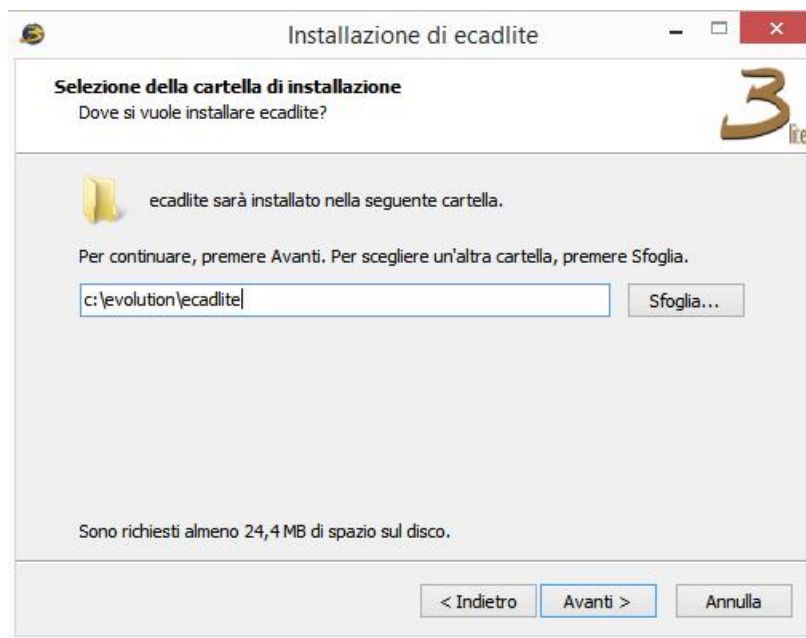 Installazione di ecadlite
Selezione della cartella di installazione
Dove si vuole installare ecadlite?
3
lite
ecadlite sarà installato nella seguente cartella.
Per continuare, premere Avanti. Per scegliere un'altra cartella, premere Sfoglia.
c:\evolution\ecadlite
Sfoglia...
Sono richiesti almeno 24,4 MB di spazio sul disco.
< Indietro Avanti > Annulla